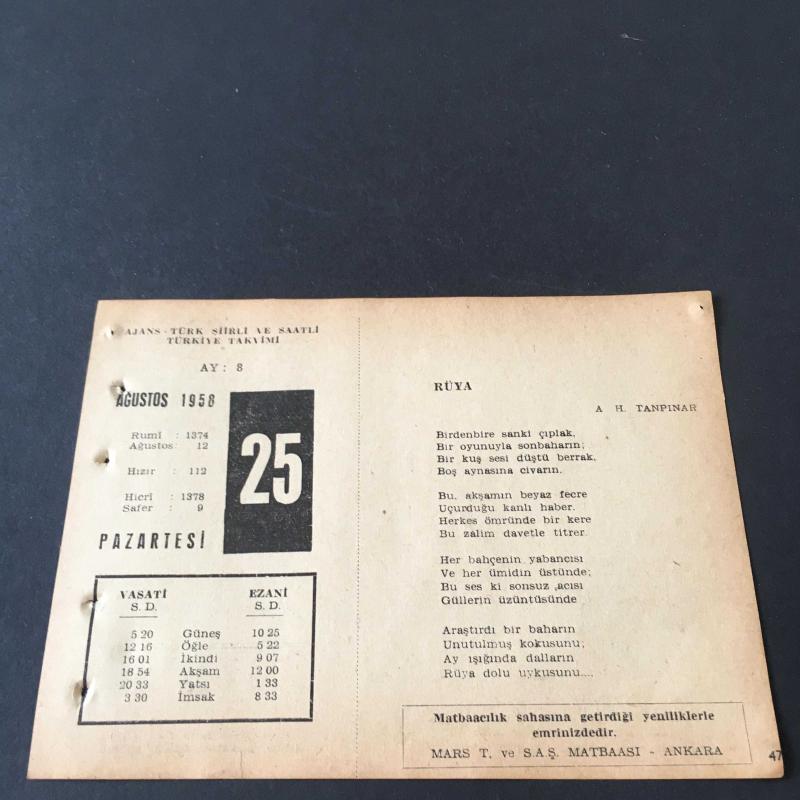 AJANS - TÜRK ŞİİRLİ VE SAATLİ
TÜRKİYE TAKVİMİ
AY : 8
AĞUSTOS 1958
25
Rumî : 1374
Ağustos : 12
Hızır : 112
Hicrî : 1378
Safer : 9
PAZARTESİ
VASATİ EZANİ
S. D. S. D.
5 20 Güneş 10 25
12 16 Öğle 5 22
16 01 İkindi 9 07
18 54 Akşam 12 00
20 33 Yatsı 1 33
3 30 İmsak 8 33
RÜYA
A H. TANPINAR
Birdenbire sanki çıplak,
Bir oyunuyla sonbaharın;
Bir kuş sesi düştü berrak,
Boş aynasına civarın.
Bu, akşamın beyaz fecre
Uçurduğu kanlı haber.
Herkes ömründe bir kere
Bu zalim davetle titrer.
Her bahçenin yabancısı
Ve her ümidin üstünde;
Bu ses ki sonsuz acısı
Güllerin üzüntüsünde
Araştırdı bir baharın
Unutulmuş kokusunu;
Ay ışığında dalların
Rüya dolu uykusunu....
Matbaacılık sahasına getirdiği yeniliklerle
emrinizdedir.
MARS T. ve S.A.Ş. MATBAASI - ANKARA
47